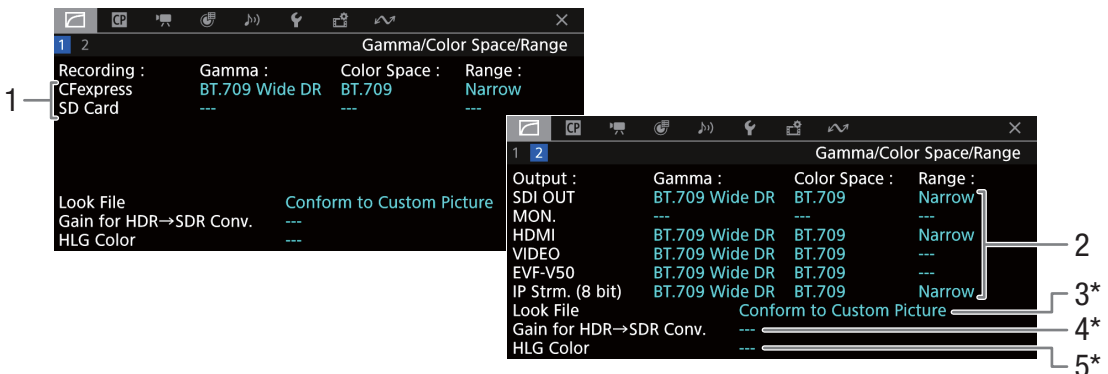 CP
1 2 Gamma/Color Space/Range
Recording : Gamma : Color Space : Range :
CFexpress BT.709 Wide DR BT.709 Narrow
SD Card --- --- ---
1
Look File Conform to Custom Picture
Gain for HDR→SDR Conv. ---
HLG Color ---
CP
1 2 Gamma/Color Space/Range
Output : Gamma : Color Space : Range :
SDI OUT BT.709 Wide DR BT.709 Narrow
MON. --- --- ---
HDMI BT.709 Wide DR BT.709 Narrow
VIDEO BT.709 Wide DR BT.709 ---
EVF-V50 BT.709 Wide DR BT.709 ---
IP Strm. (8 bit) BT.709 Wide DR BT.709 Narrow
2
Look File Conform to Custom Picture 3*
Gain for HDR→SDR Conv. --- 4*
HLG Color --- 5*